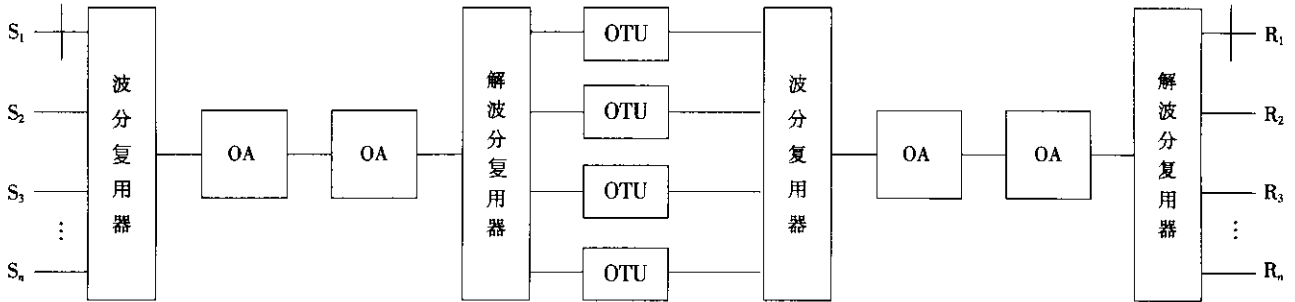 S₁
S₂
S₃
⋮
Sₙ
波分复用器
OA
OA
解波分复用器
OTU
OTU
OTU
OTU
波分复用器
OA
OA
解波分复用器
R₁
R₂
R₃
⋮
Rₙ